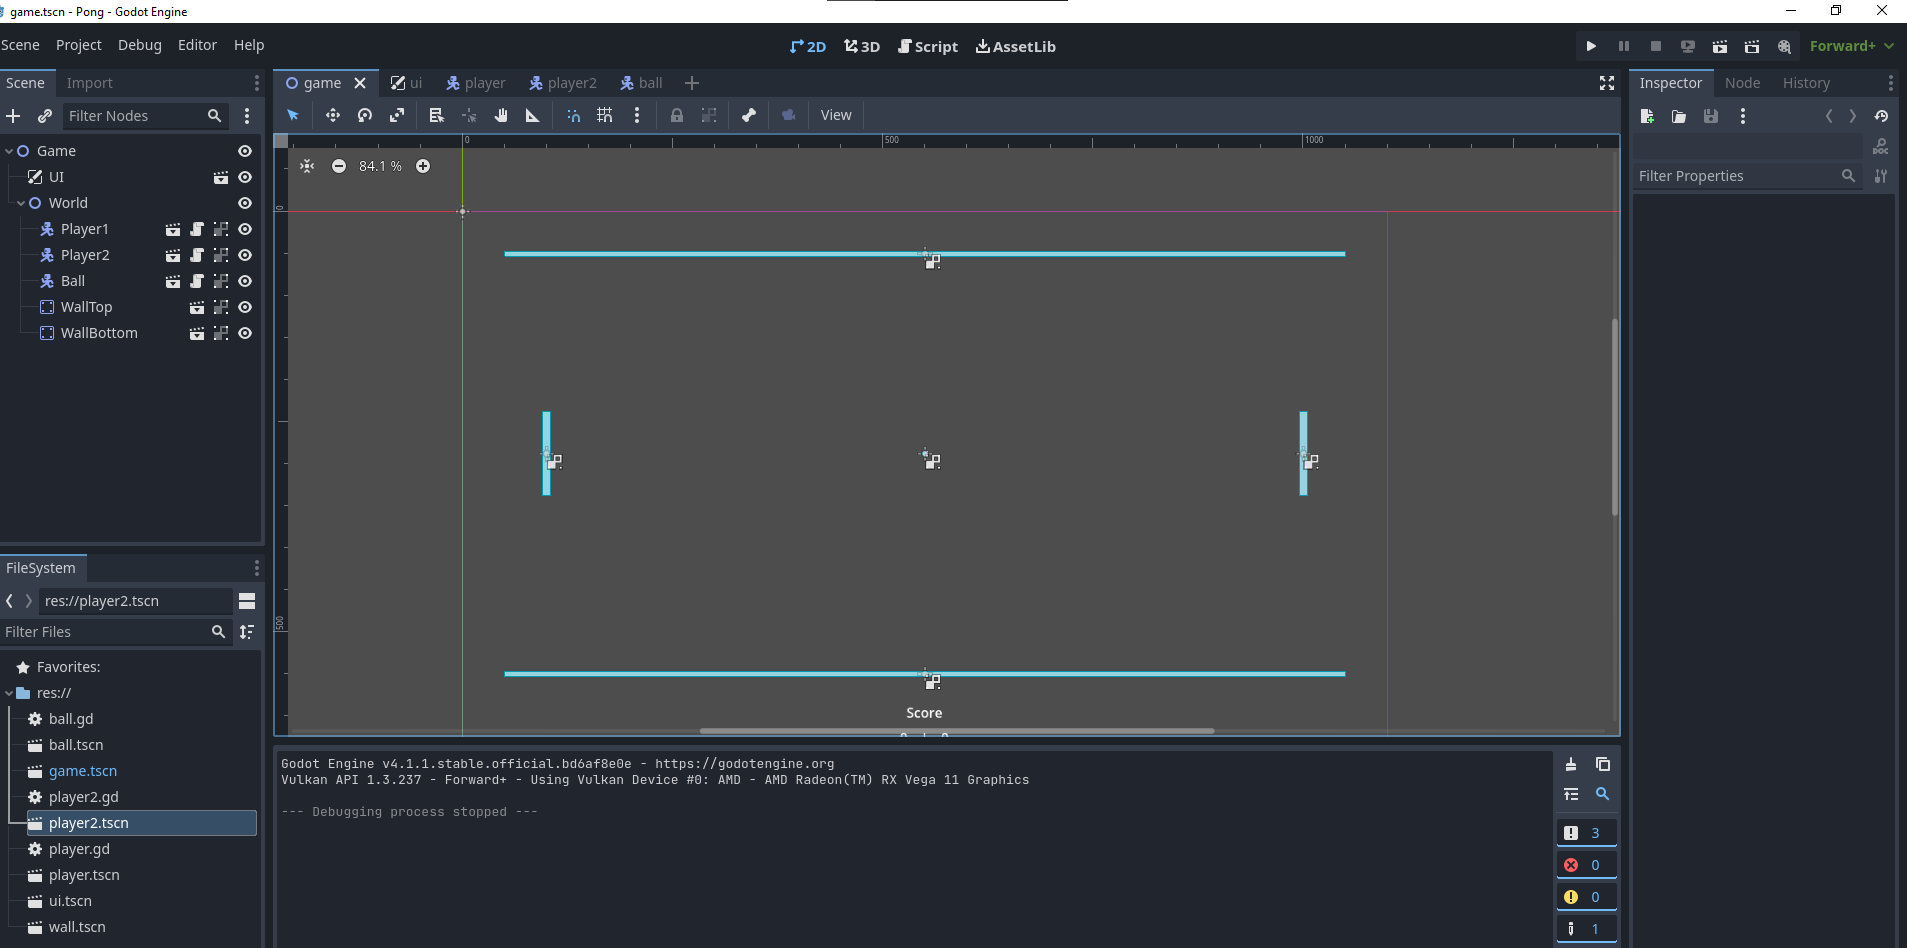 game.tscn - Pong - Godot Engine
Scene Project Debug Editor Help
2D 3D Script AssetLib
Forward+
Scene Import
game ui player player2 ball
Inspector Node History
Filter Nodes
View
0 500 1000
84.1 %
Filter Properties
DOC
Game
UI
World
Player1
Player2
Ball
WallTop
WallBottom
0
500
Score
FileSystem
res://player2.tscn
Filter Files
Favorites:
res://
ball.gd
ball.tscn
game.tscn
player2.gd
player2.tscn
player.gd
player.tscn
ui.tscn
wall.tscn
Godot Engine v4.1.1.stable.official.bd6af8e0e - https://godotengine.org
Vulkan API 1.3.237 - Forward+ - Using Vulkan Device #0: AMD - AMD Radeon(TM) RX Vega 11 Graphics
--- Debugging process stopped ---
3
0
0
1